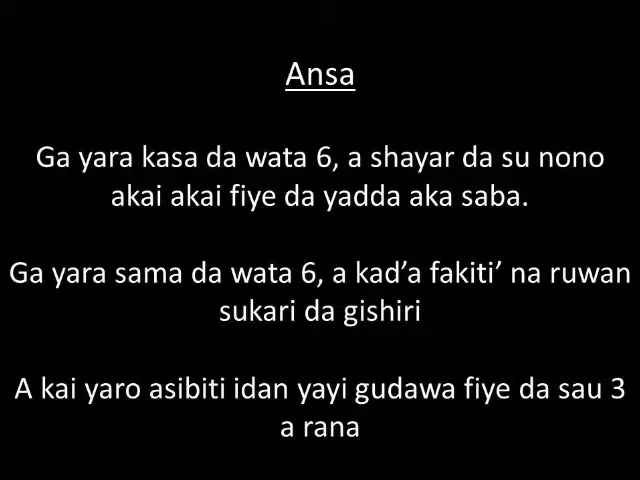 Ansa
Ga yara kasa da wata 6, a shayar da su nono
akai akai fiye da yadda aka saba.
Ga yara sama da wata 6, a kad’a fakiti’ na ruwan
sukari da gishiri
A kai yaro asibiti idan yayi gudawa fiye da sau 3
a rana